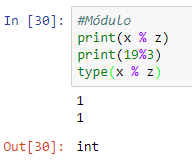 In [30]: #Módulo
print(x % z)
print(19%3)
type(x % z)
1
1
Out[30]: int